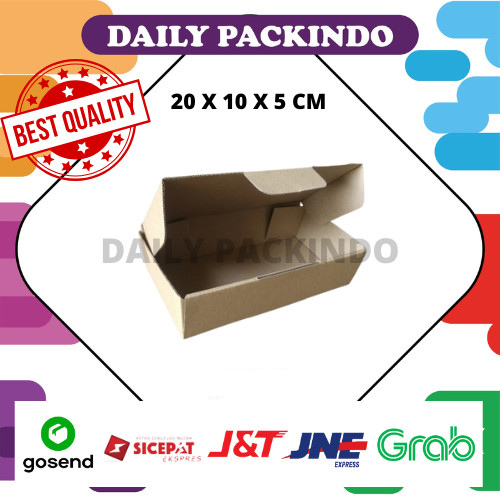 DAILY PACKINDO
BEST QUALITY
20 X 10 X 5 CM
DAILY PACKINDO
gosend
SICEPAT
EKSPRES
J&T
JNE
EXPRESS
Grab